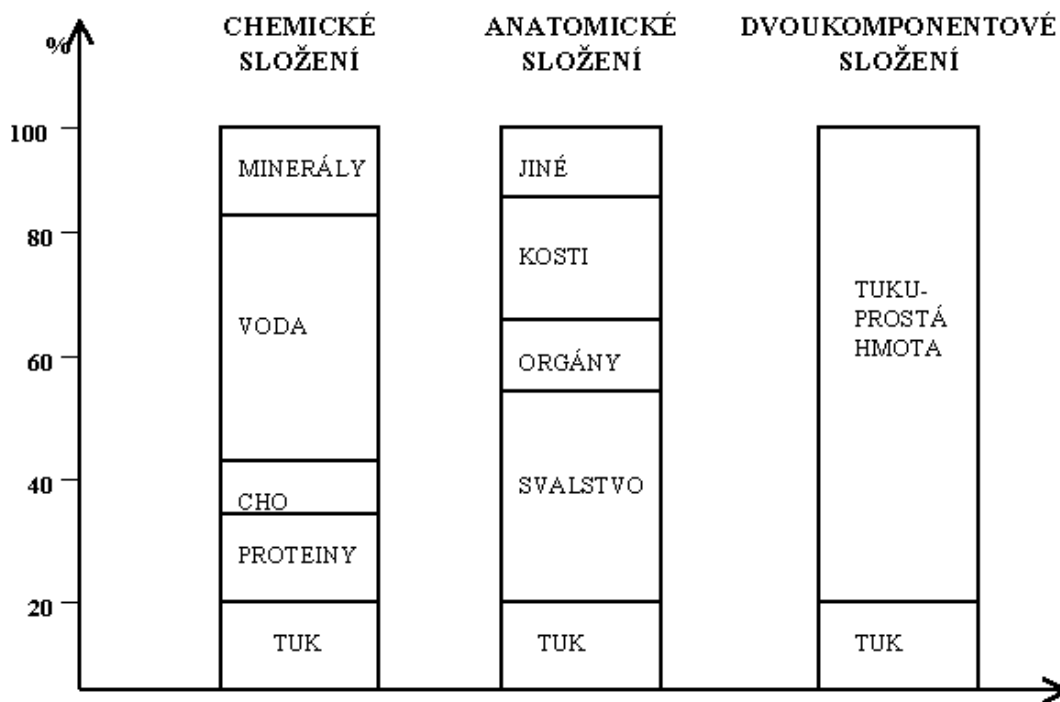 %
CHEMICKÉ
SLOŽENÍ
ANATOMICKÉ
SLOŽENÍ
DVOUKOMPONENTOVÉ
SLOŽENÍ
100
80
60
40
20
MINERÁLY
VODA
CHO
PROTEINY
TUK
JINÉ
KOSTI
ORGÁNY
SVALSTVO
TUK
TUKU-
PROSTÁ
HMOTA
TUK